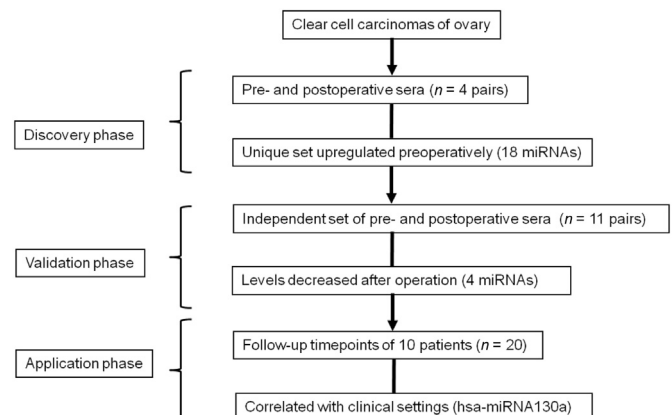 Clear cell carcinomas of ovary
Pre- and postoperative sera (n = 4 pairs)
Discovery phase
Unique set upregulated preoperatively (18 miRNAs)
Independent set of pre- and postoperative sera (n = 11 pairs)
Validation phase
Levels decreased after operation (4 miRNAs)
Follow-up timepoints of 10 patients (n = 20)
Application phase
Correlated with clinical settings (hsa-miRNA130a)